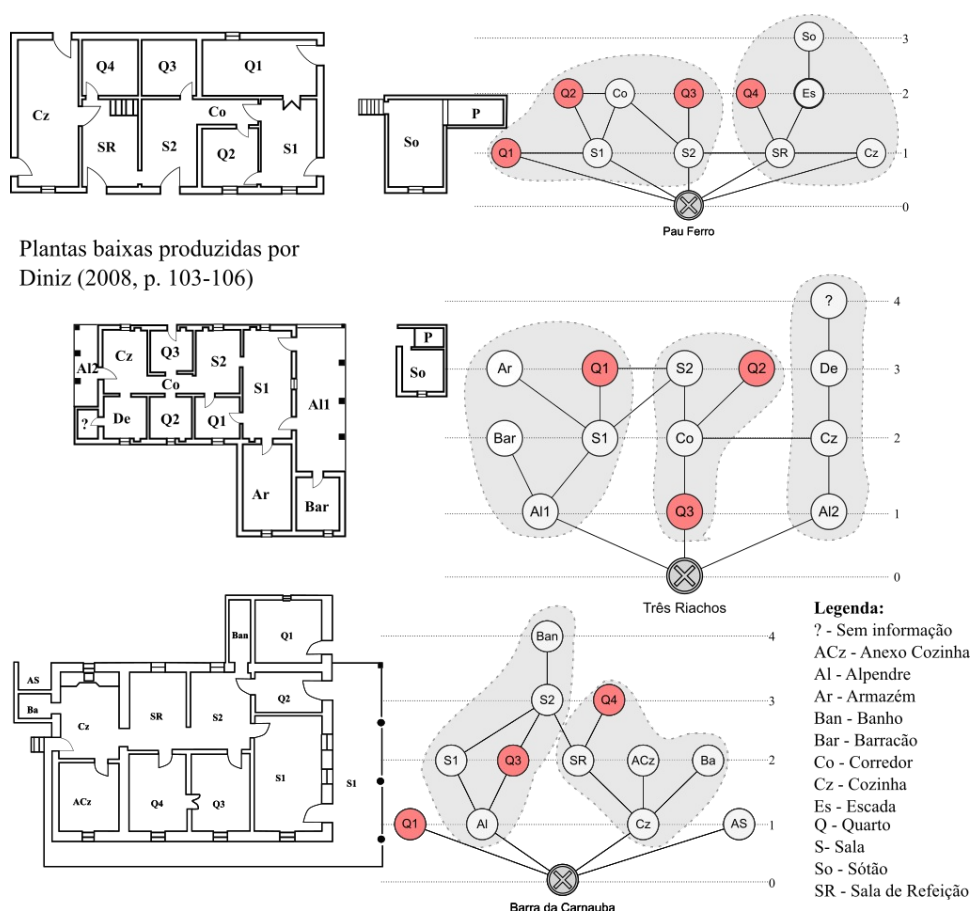 Q4
Q3
Q1
Cz
Co
SR
S2
Q2
S1
So
P
So
3
Q2
Co
Q3
Q4
Es
2
Q1
S1
S2
SR
Cz
1
0
Pau Ferro
Plantas baixas produzidas por
Diniz (2008, p. 103-106)
Cz
Q3
S2
Al2
Co
S1
Al1
?
De
Q2
Q1
Ar
Bar
P
So
?
4
Ar
Q1
S2
Q2
De
3
Bar
S1
Co
Cz
2
Al1
Q3
Al2
1
0
Três Riachos
Ban
Q1
AS
Ba
Cz
SR
S2
Q2
ACz
Q4
Q3
S1
S1
Ban
4
S2
Q4
3
S1
Q3
SR
ACz
Ba
2
Q1
Al
Cz
AS
1
0
Barra da Carnauba
Legenda:
? - Sem informação
ACz - Anexo Cozinha
Al - Alpendre
Ar - Armazém
Ban - Banho
Bar - Barracão
Co - Corredor
Cz - Cozinha
Es - Escada
Q - Quarto
S- Sala
So - Sótão
SR - Sala de Refeição